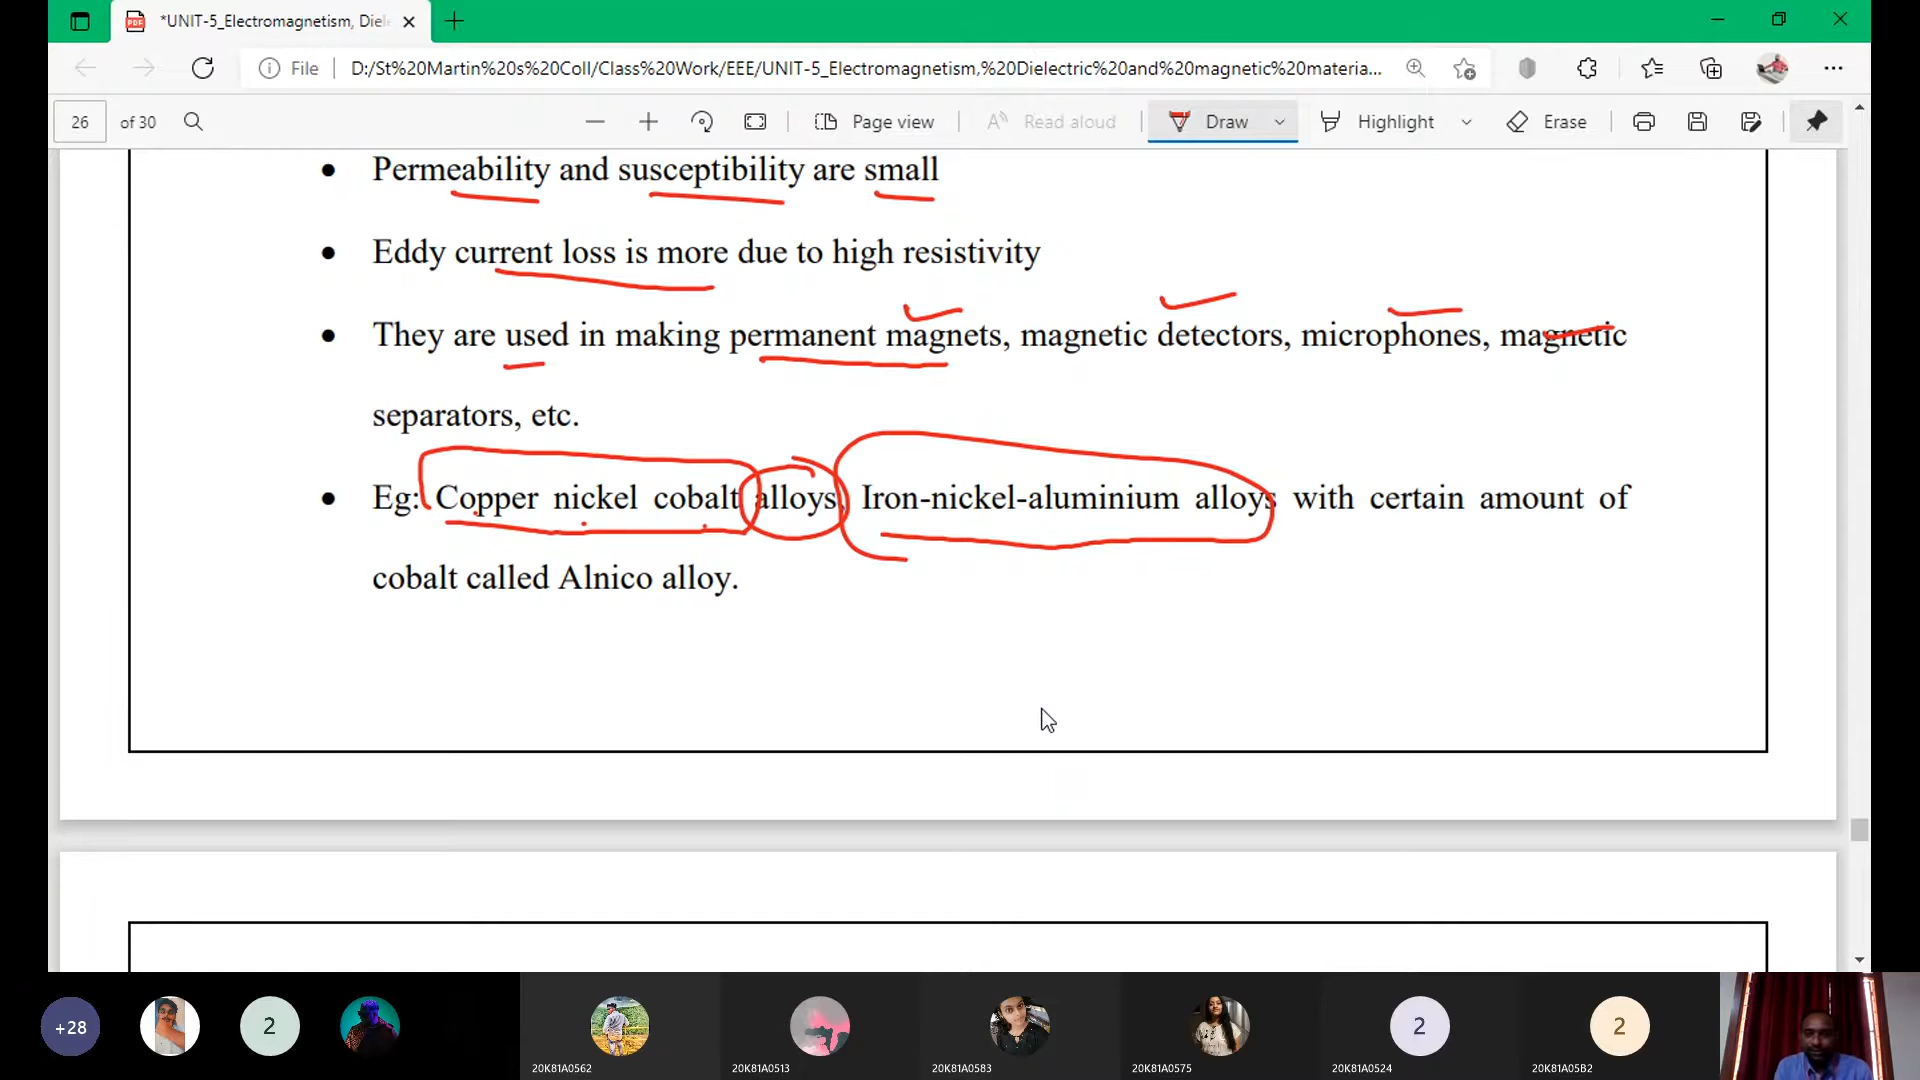 *UNIT-5_Electromagnetism, Diel
File
D:/St%20Martin%20s%20Coll/Class%20Work/EEE/UNIT-5_Electromagnetism,%20Dielectric%20and%20magnetic%20materia...
26 of 30
Page view
Read aloud
Draw
Highlight
Erase
• Permeability and susceptibility are small
• Eddy current loss is more due to high resistivity
• They are used in making permanent magnets, magnetic detectors, microphones, magnetic
separators, etc.
• Eg: Copper nickel cobalt alloys, Iron-nickel-aluminium alloys with certain amount of
cobalt called Alnico alloy.
+28
2
2
2
20K81A0562
20K81A0513
20K81A0583
20K81A0575
20K81A0524
20K81A05B2